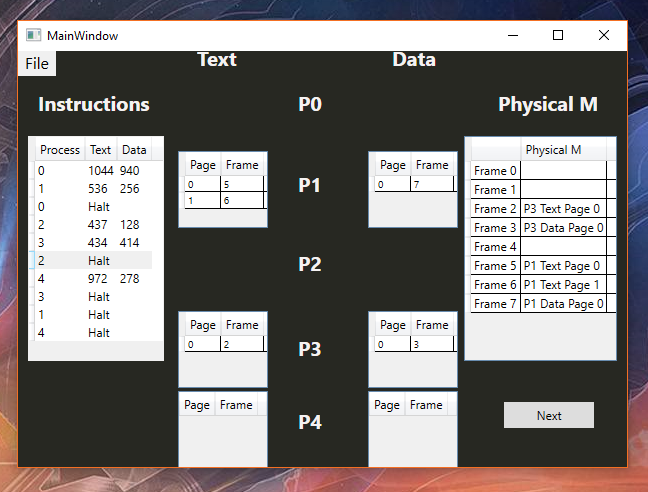 MainWindow
File
Text Data
Instructions P0 Physical M
Process Text Data
0 1044 940
1 536 256
0 Halt
2 437 128
3 434 414
2 Halt
4 972 278
3 Halt
1 Halt
4 Halt
Page Frame
0 5
1 6
P1
Page Frame
0 7
P2
Page Frame
0 2
P3
Page Frame
0 3
Page Frame
P4
Page Frame
Physical M
Frame 0
Frame 1
Frame 2 P3 Text Page 0
Frame 3 P3 Data Page 0
Frame 4
Frame 5 P1 Text Page 0
Frame 6 P1 Text Page 1
Frame 7 P1 Data Page 0
Next